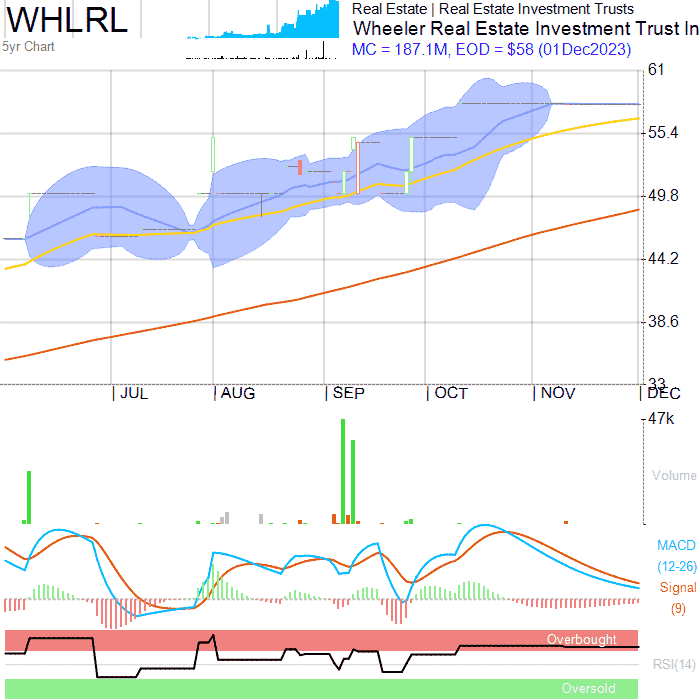 WHLRL
5yr Chart
Real Estate | Real Estate Investment Trusts
Wheeler Real Estate Investment Trust In
MC = 187.1M, EOD = $58 (01Dec2023)
61
55.4
49.8
44.2
38.6
33
JUL AUG SEP OCT NOV DEC
47k
Volume
MACD
(12-26)
Signal
(9)
Overbought
RSI(14)
Oversold